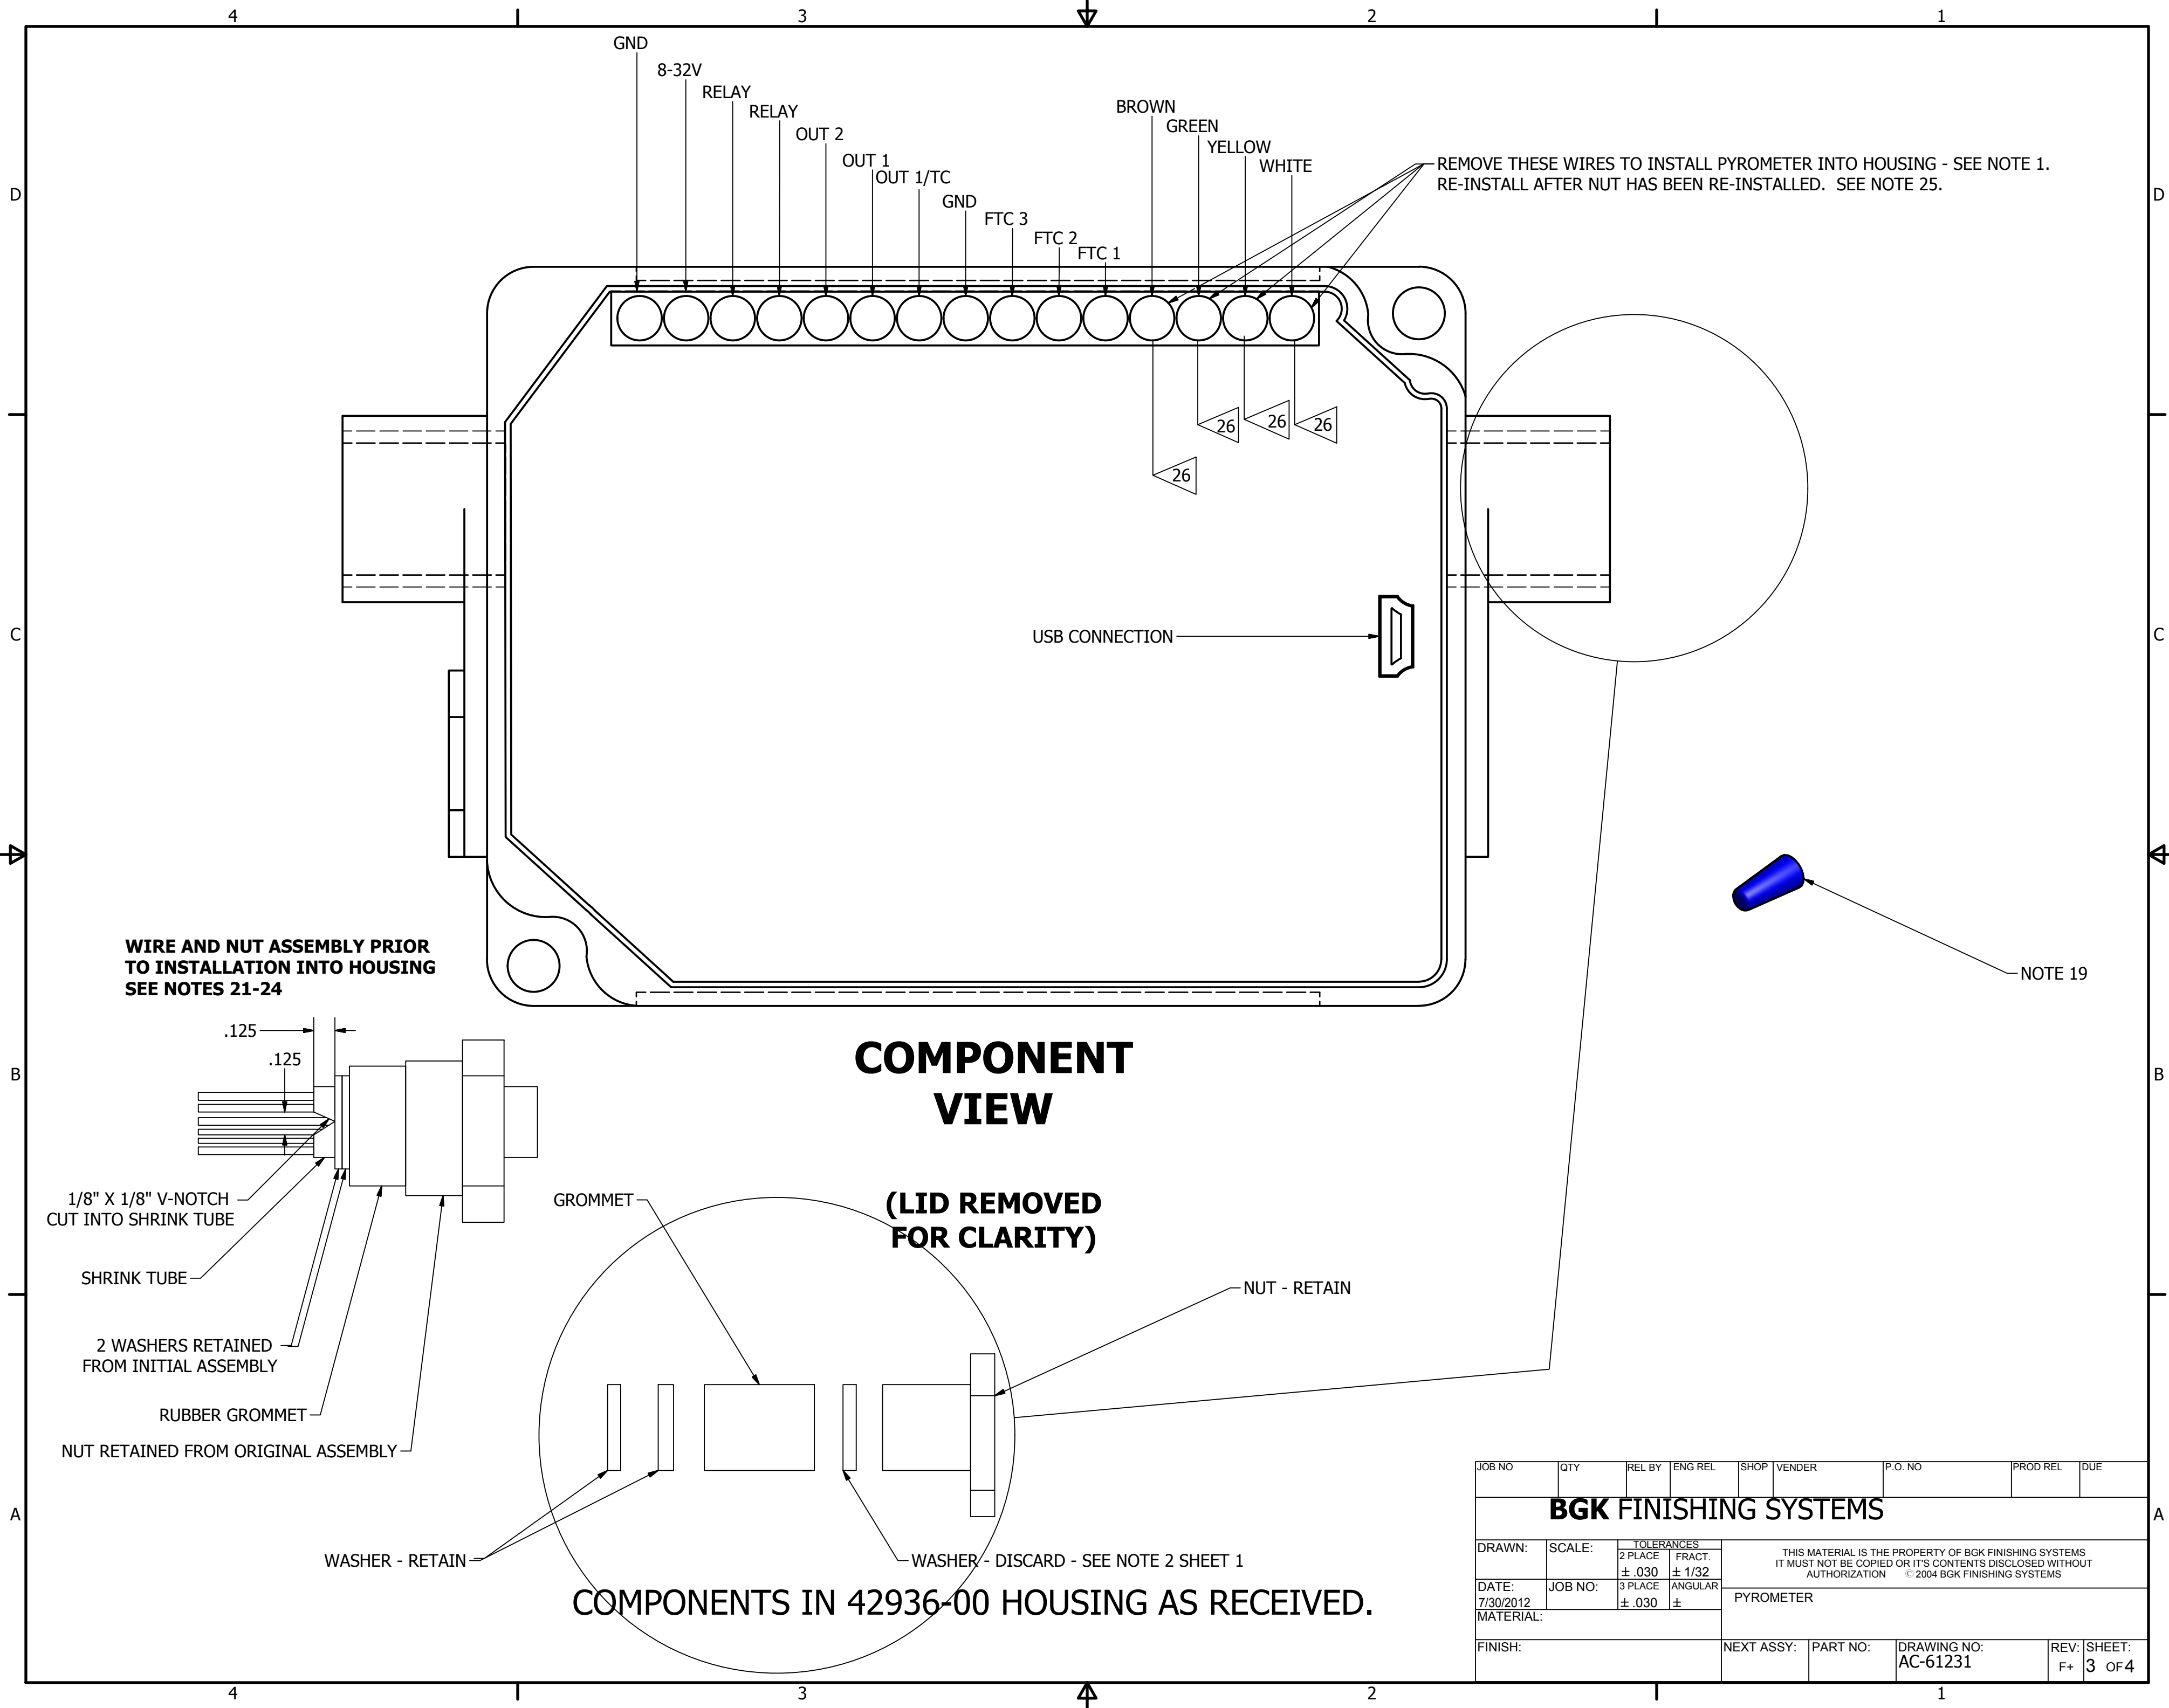 4
3
2
1
GND
8-32V
RELAY
RELAY
OUT 2
OUT 1
OUT 1/TC
GND
FTC 3
FTC 2
FTC 1
BROWN
GREEN
YELLOW
WHITE
REMOVE THESE WIRES TO INSTALL PYROMETER INTO HOUSING - SEE NOTE 1.
RE-INSTALL AFTER NUT HAS BEEN RE-INSTALLED. SEE NOTE 25.
D
D
26
26
26
26
C
USB CONNECTION
C
WIRE AND NUT ASSEMBLY PRIOR
TO INSTALLATION INTO HOUSING
SEE NOTES 21-24
NOTE 19
.125
.125
B
COMPONENT
VIEW
B
(LID REMOVED
FOR CLARITY)
1/8" X 1/8" V-NOTCH
CUT INTO SHRINK TUBE
SHRINK TUBE
2 WASHERS RETAINED
FROM INITIAL ASSEMBLY
RUBBER GROMMET
NUT RETAINED FROM ORIGINAL ASSEMBLY
GROMMET
NUT - RETAIN
WASHER - RETAIN
WASHER - DISCARD - SEE NOTE 2 SHEET 1
COMPONENTS IN 42936-00 HOUSING AS RECEIVED.
A
A
JOB NO QTY REL BY ENG REL SHOP VENDER P.O. NO PROD REL DUE
BGK FINISHING SYSTEMS
DRAWN:
SCALE:
TOLERANCES
2 PLACE FRACT.
± .030 ± 1/32
3 PLACE ANGULAR
± .030 ±
DATE:
7/30/2012
JOB NO:
MATERIAL:
FINISH:
THIS MATERIAL IS THE PROPERTY OF BGK FINISHING SYSTEMS
IT MUST NOT BE COPIED OR IT'S CONTENTS DISCLOSED WITHOUT
AUTHORIZATION © 2004 BGK FINISHING SYSTEMS
PYROMETER
NEXT ASSY:
PART NO:
DRAWING NO:
AC-61231
REV:
F+
SHEET:
3 OF 4
4
3
2
1